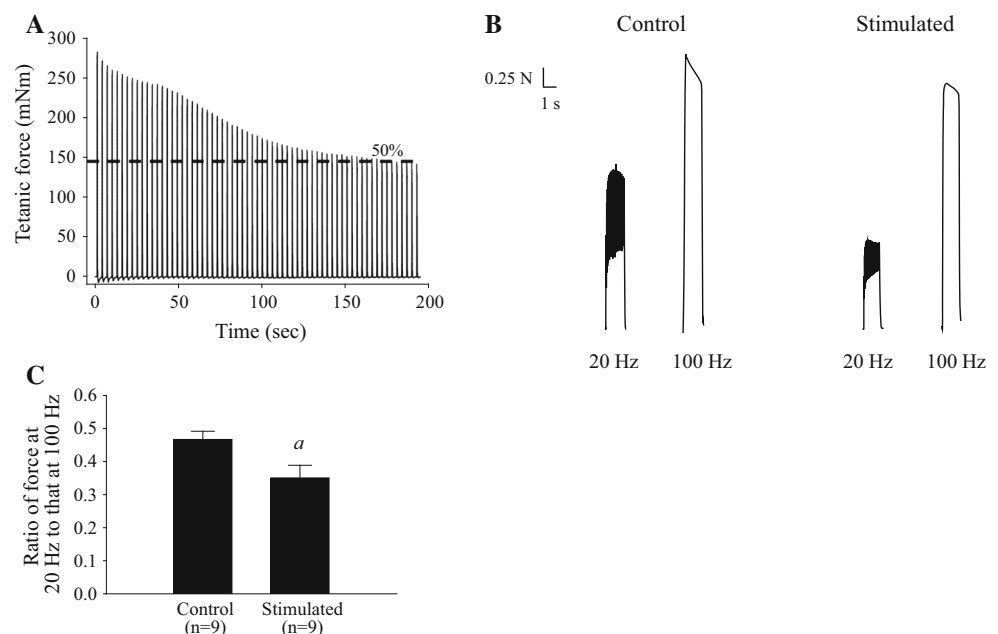 A
Tetanic force (mNm)
300
250
200
150
100
50
0
50%
0 50 100 150 200
Time (sec)
B
Control Stimulated
0.25 N
1 s
20 Hz 100 Hz 20 Hz 100 Hz
C
Ratio of force at
20 Hz to that at 100 Hz
0.6
0.5
0.4
0.3
0.2
0.1
0.0
a
Control Stimulated
(n=9) (n=9)